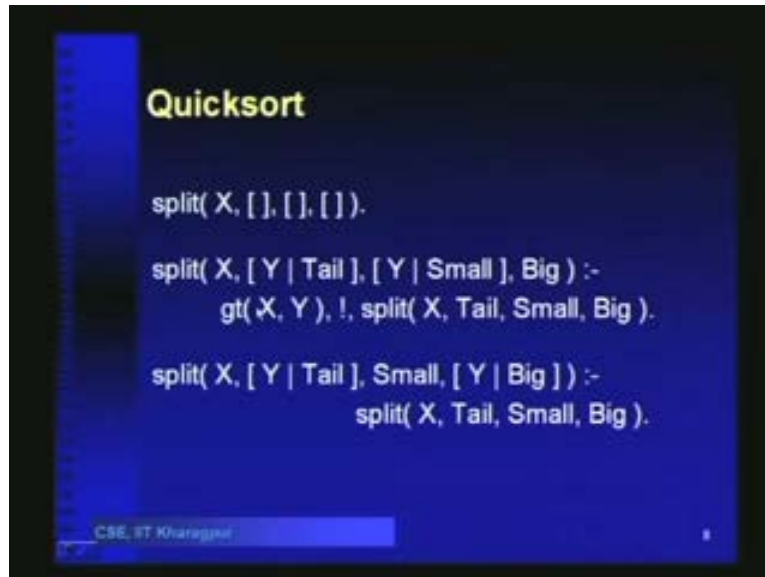 Quicksort
split( X, [ ], [ ], [ ] ).
split( X, [ Y | Tail ], [ Y | Small ], Big ) :-
gt( X, Y ), !, split( X, Tail, Small, Big ).
split( X, [ Y | Tail ], Small, [ Y | Big ] ) :-
split( X, Tail, Small, Big ).
CSE, IIT Kharagpur
8